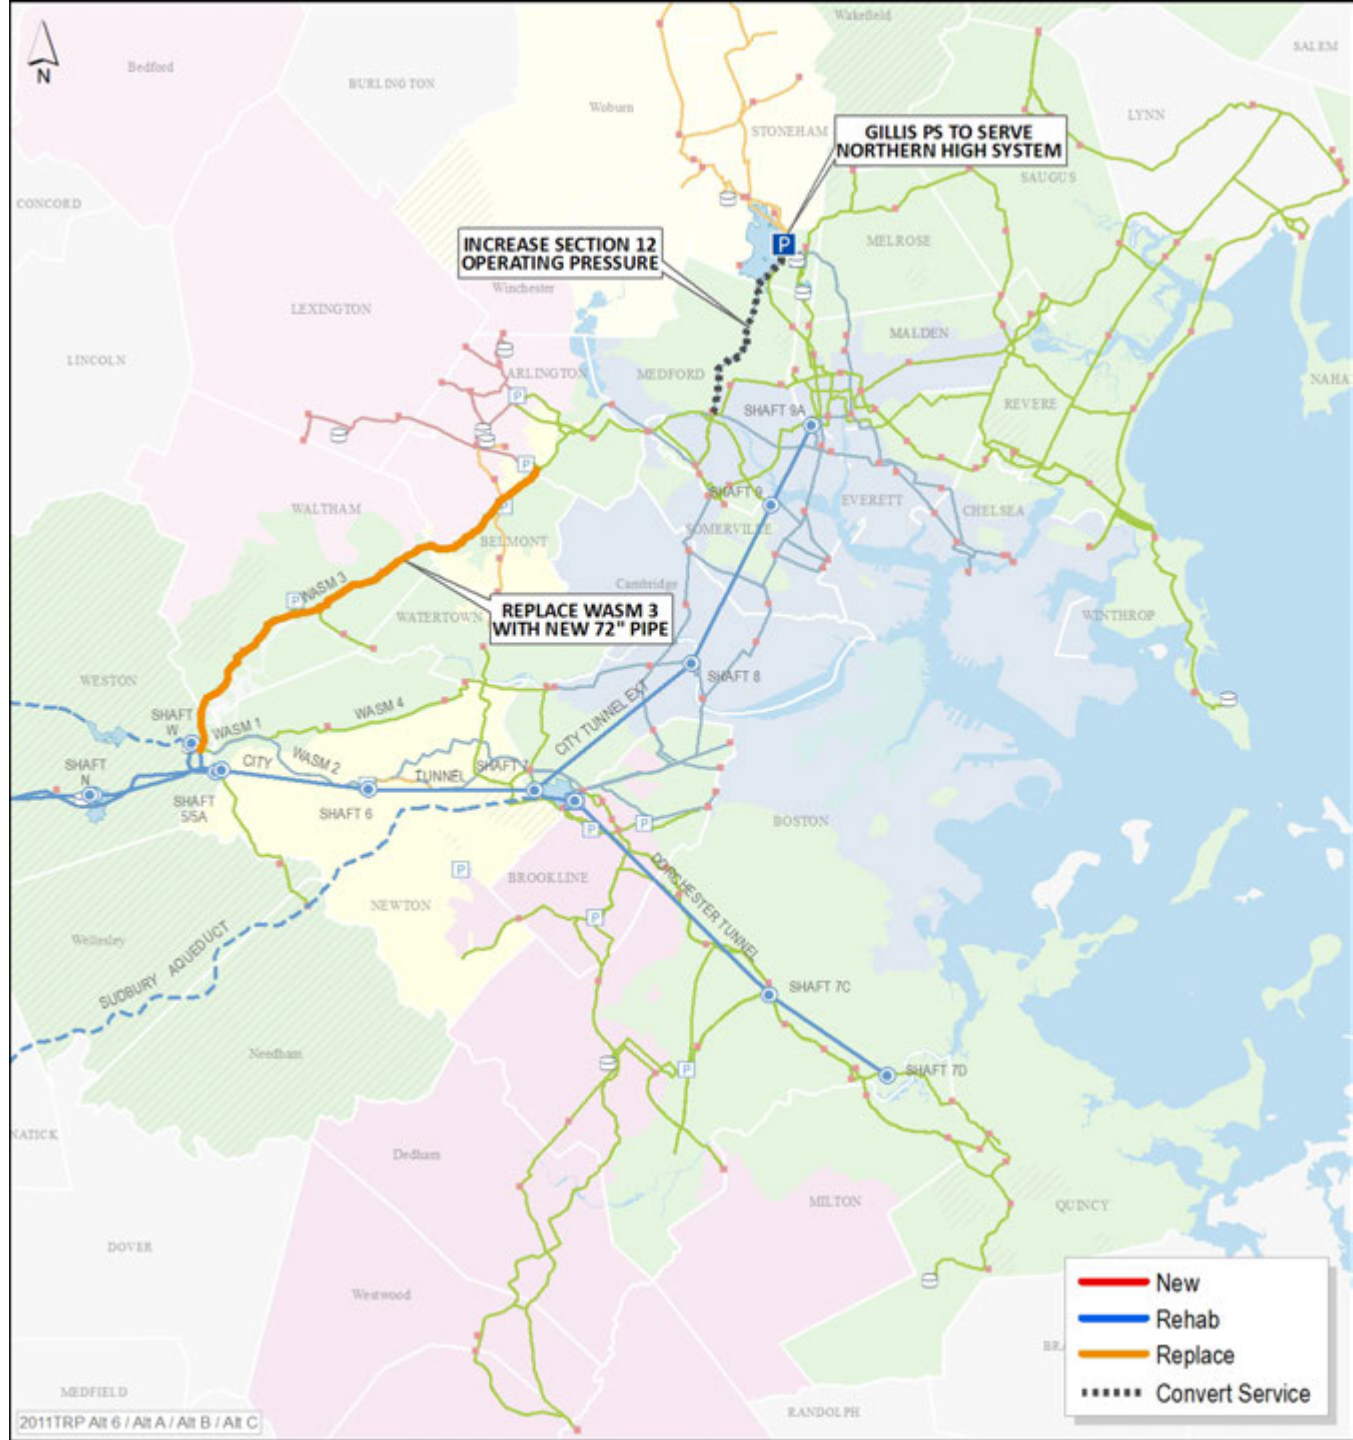 N
Bedford
BURLINGTON
Woburn
Wakefield
SALEM
LYNN
STONEHAM
GILLIS PS TO SERVE
NORTHERN HIGH SYSTEM
SAUGUS
CONCORD
P
MELROSE
INCREASE SECTION 12
OPERATING PRESSURE
Winchester
LEXINGTON
MALDEN
LINCOLN
ARLINGTON
MEDFORD
NAHA
P
REVERE
SHAFT 9A
P
SHAFT 9
EVERETT
CHELSEA
P
WALTHAM
SOMERVILLE
BELMONT
Cambridge
WASM 3
P
WATERTOWN
REPLACE WASM 3
WITH NEW 72" PIPE
WINTHROP
WESTON
SHAFT 8
SHAFT
W
WASM 1
WASM 4
CITY TUNNEL EXT
SHAFT
N
CITY
WASM 2
TUNNEL
SHAFT 7
SHAFT
5/5A
SHAFT 6
P
P
BOSTON
P
BROOKLINE
DORCHESTER TUNNEL
NEWTON
P
Wellesley
SUDBURY AQUEDUCT
SHAFT 7C
Needham
P
SHAFT 7D
NATICK
Dedham
MILTON
QUINCY
DOVER
Westwood
New
Rehab
BRA
Replace
MEDFIELD
Convert Service
RANDOLPH
2011TRP Alt 6 / Alt A / Alt B / Alt C